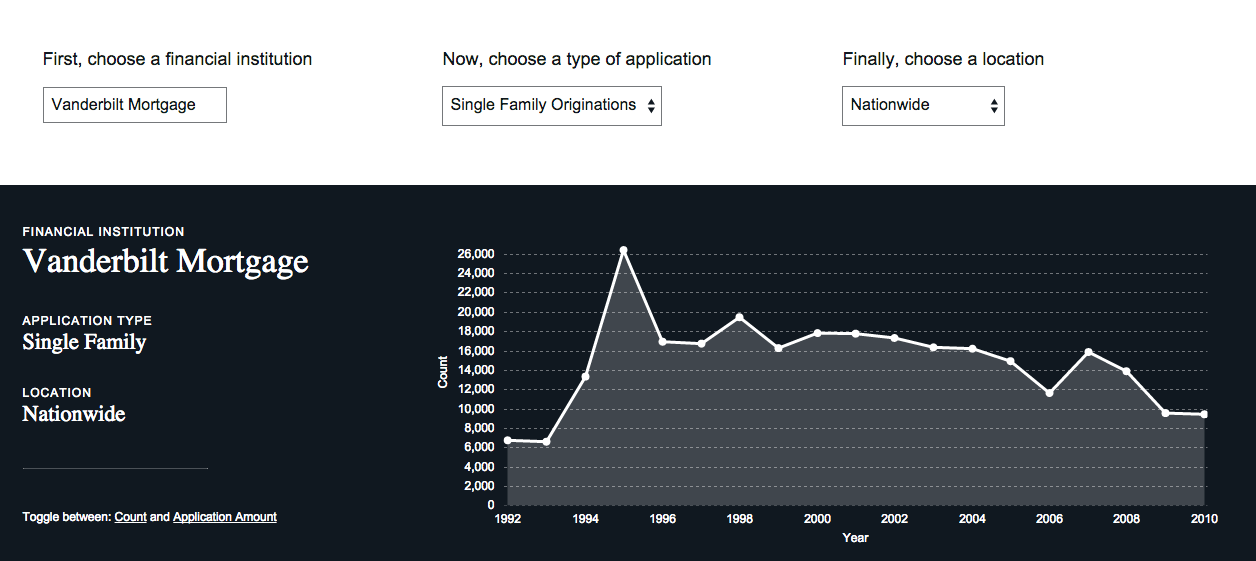 First, choose a financial institution
Now, choose a type of application
Finally, choose a location
Vanderbilt Mortgage
Single Family Originations
Nationwide
FINANCIAL INSTITUTION
Vanderbilt Mortgage
APPLICATION TYPE
Single Family
LOCATION
Nationwide
Toggle between: Count and Application Amount
Count
26,000
24,000
22,000
20,000
18,000
16,000
14,000
12,000
10,000
8,000
6,000
4,000
2,000
0
1992 1994 1996 1998 2000 2002 2004 2006 2008 2010
Year